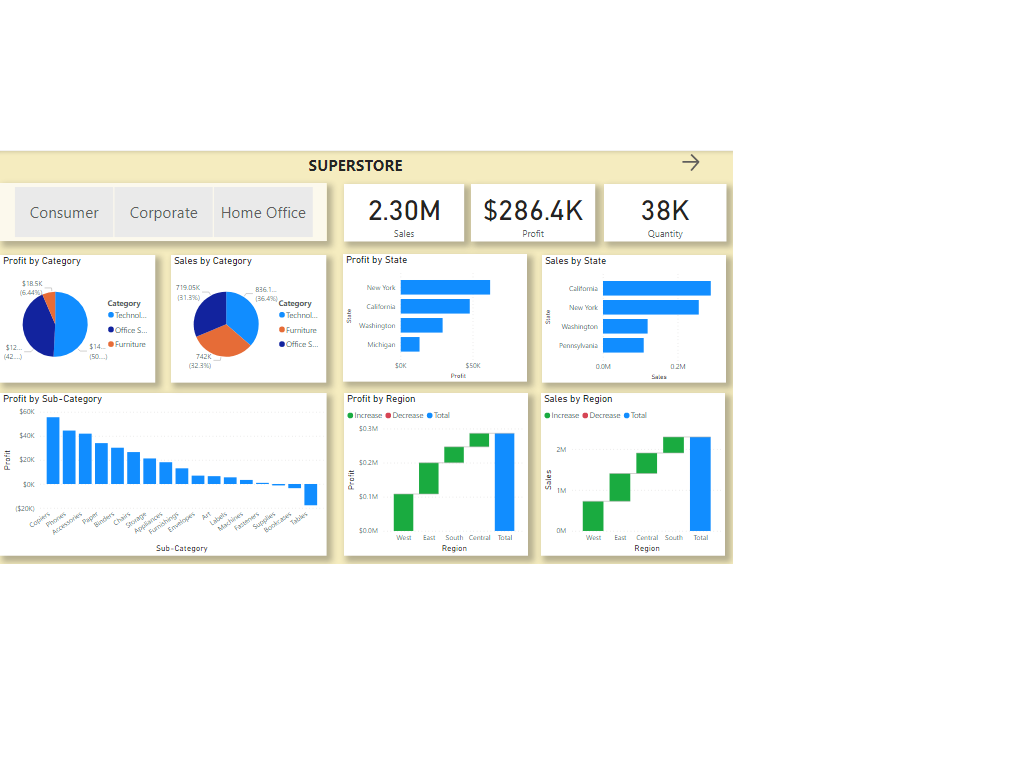 SUPERSTORE
Consumer
Corporate
Home Office
2.30M
Sales
$286.4K
Profit
38K
Quantity
Profit by Category
$18.5K
(6.44%)
$12...
(42....)
$14...
(50....)
Category
Technol...
Office S...
Furniture
Sales by Category
719.05K
(31.3%)
836.1...
(36.4%)
742K
(32.3%)
Category
Technol...
Furniture
Office S...
Profit by State
State
New York
California
Washington
Michigan
$0K
$50K
Profit
Sales by State
State
California
New York
Washington
Pennsylvania
0.0M
0.2M
Sales
Profit by Sub-Category
Profit
$60K
$40K
$20K
$0K
($20K)
Copiers
Phones
Accessories
Paper
Binders
Chairs
Storage
Appliances
Furnishings
Envelopes
Art
Labels
Machines
Fasteners
Supplies
Bookcases
Tables
Sub-Category
Profit by Region
Increase Decrease Total
Profit
$0.3M
$0.2M
$0.1M
$0.0M
West East South Central Total
Region
Sales by Region
Increase Decrease Total
Sales
2M
1M
0M
West East Central South Total
Region